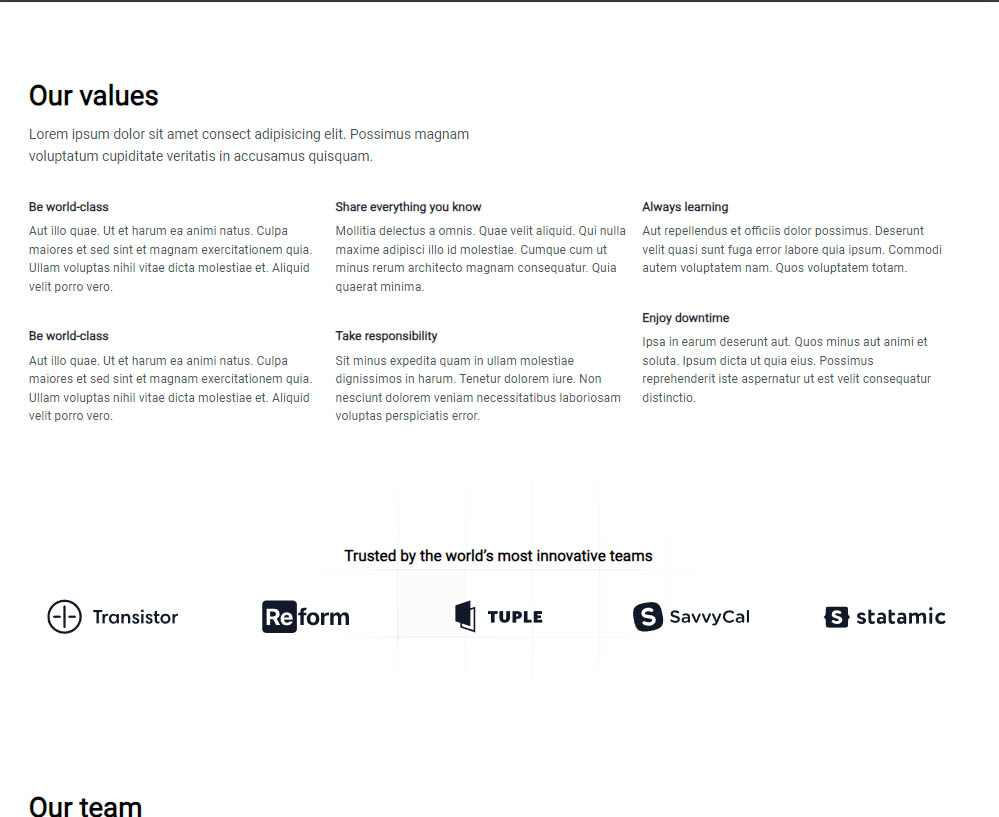 Our values
Lorem ipsum dolor sit amet consect adipisicing elit. Possimus magnam
voluptatum cupiditate veritatis in accusamus quisquam.
Be world-class
Aut illo quae. Ut et harum ea animi natus. Culpa
maiores et sed sint et magnam exercitationem quia.
Ullam voluptas nihil vitae dicta molestiae et. Aliquid
velit porro vero.
Share everything you know
Mollitia delectus a omnis. Quae velit aliquid. Qui nulla
maxime adipisci illo id molestiae. Cumque cum ut
minus rerum architecto magnam consequatur. Quia
quaerat minima.
Always learning
Aut repellendus et officiis dolor possimus. Deserunt
velit quasi sunt fuga error labore quia ipsum. Commodi
autem voluptatem nam. Quos voluptatem totam.
Be world-class
Aut illo quae. Ut et harum ea animi natus. Culpa
maiores et sed sint et magnam exercitationem quia.
Ullam voluptas nihil vitae dicta molestiae et. Aliquid
velit porro vero.
Take responsibility
Sit minus expedita quam in ullam molestiae
dignissimos in harum. Tenetur dolorem iure. Non
nesciunt dolorem veniam necessitatibus laboriosam
voluptas perspiciatis error.
Enjoy downtime
Ipsa in earum deserunt aut. Quos minus aut animi et
soluta. Ipsum dicta ut quia eius. Possimus
reprehenderit iste aspernatur ut est velit consequatur
distinctio.
Trusted by the world’s most innovative teams
Transistor
Reform
TUPLE
S SavvyCal
S statamic
Our team